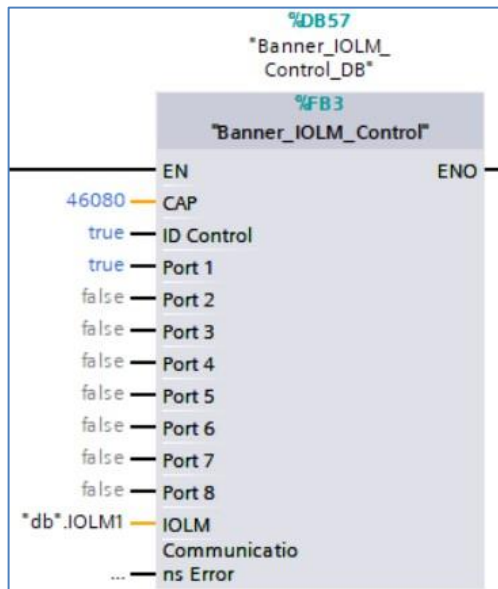 %DB57
"Banner_IOLM_
Control_DB"
%FB3
"Banner_IOLM_Control"
EN ENO
46080 CAP
true ID Control
true Port 1
false Port 2
false Port 3
false Port 4
false Port 5
false Port 6
false Port 7
false Port 8
"db".IOLM1 IOLM
Communicatio
... ns Error